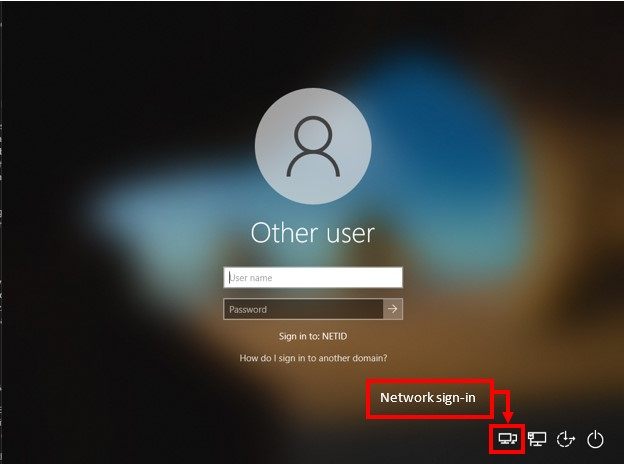 Other user
User name
Password
Sign in to: NETID
How do I sign in to another domain?
Network sign-in